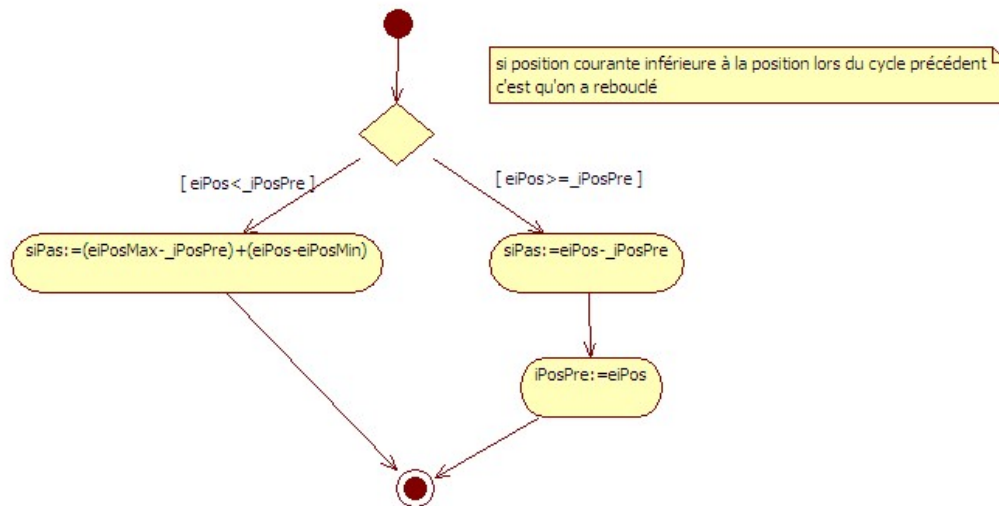 si position courante inférieure à la position lors du cycle précédent
c'est qu'on a rebouclé
[ eiPos<_iPosPre ]
[ eiPos>=_iPosPre ]
siPas:=(eiPosMax-_iPosPre)+(eiPos-eiPosMin)
siPas:=eiPos-_iPosPre
iPosPre:=eiPos